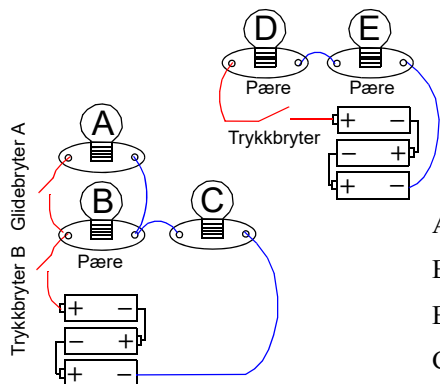 D E
Pære Pære
Trykkbryter
+ −
− +
+ −
A
B
C
Pære
Glidebryter A
Trykkbryter B
+ −
− +
+ −